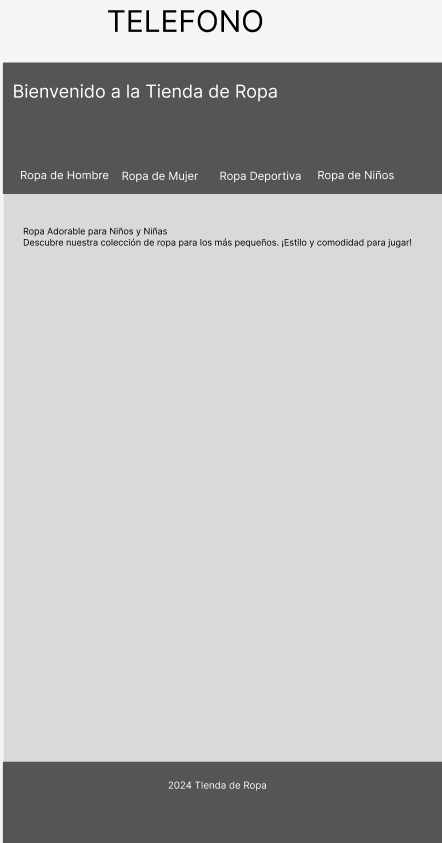 TELEFONO
Bienvenido a la Tienda de Ropa
Ropa de Hombre Ropa de Mujer Ropa Deportiva Ropa de Niños
Ropa Adorable para Niños y Niñas
Descubre nuestra colección de ropa para los más pequeños. ¡Estilo y comodidad para jugar!
2024 TIenda de Ropa